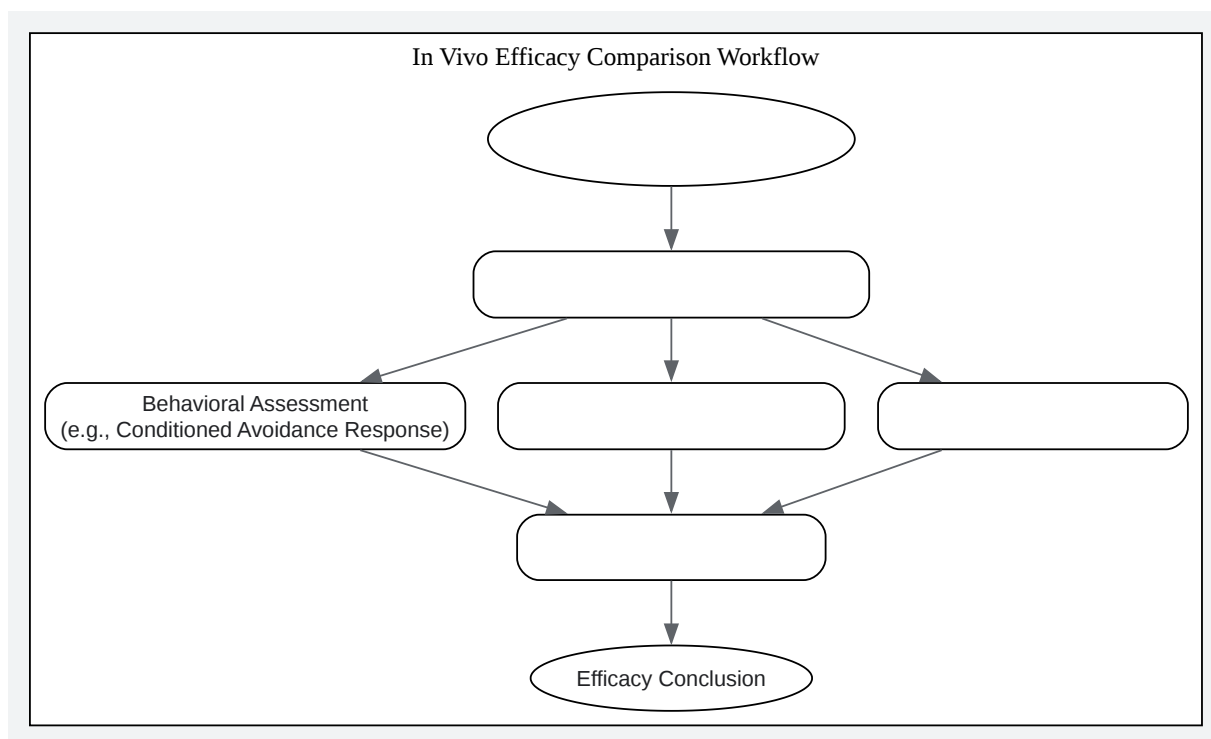 In Vivo Efficacy Comparison Workflow
Behavioral Assessment
(e.g., Conditioned Avoidance Response)
Efficacy Conclusion